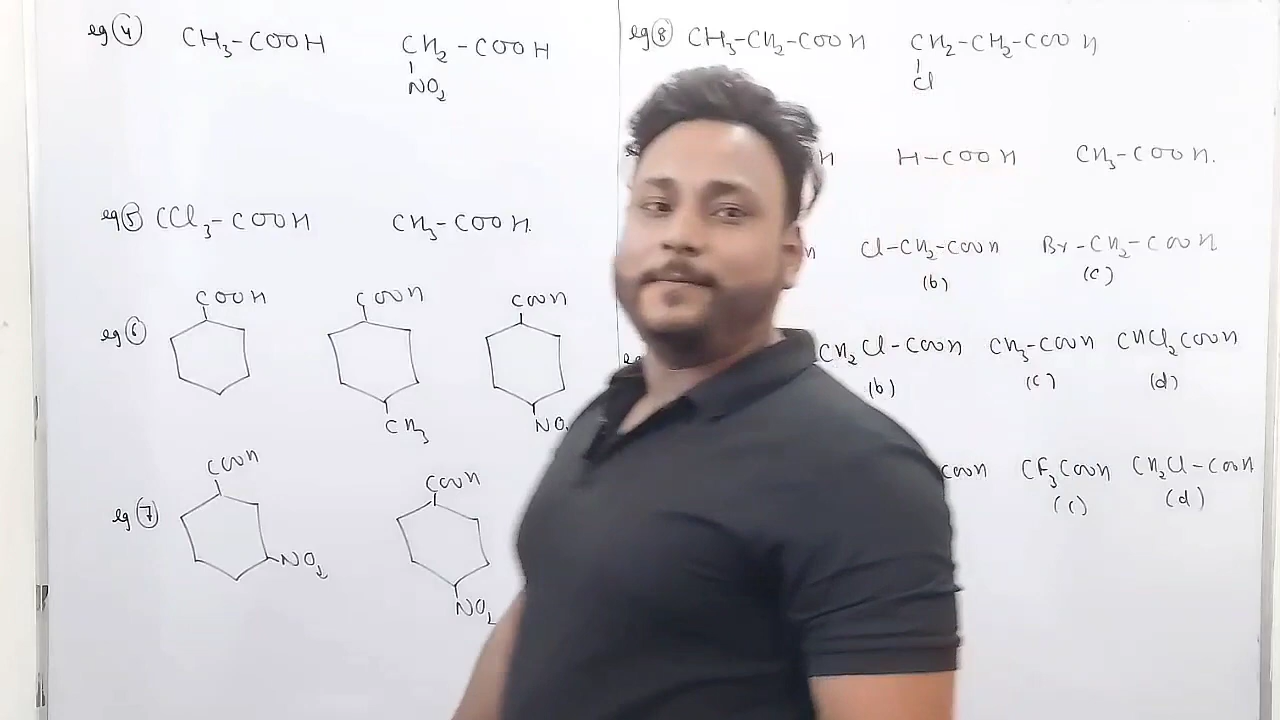 eg ④ CH₃-COOH CH₂-COOH
NO₂
eg ⑤ CCl₃-COOH CH₃-COOH.
eg ⑥ COOH COOH COOH
CH₃ NO
eg ⑦ COOH COOH
NO₂ NO₂
eg ⑧ CH₃-CH₂-COOH CH₂-CH₂-COOH
Cl
H H-COOH CH₃-COOH.
H Cl-CH₂-COOH Br-CH₂-COOH
(b) (c)
CH₂Cl-COOH CH₃-COOH CHCl₂COOH
(b) (c) (d)
COOH CF₃COOH CH₂Cl-COOH
(c) (d)